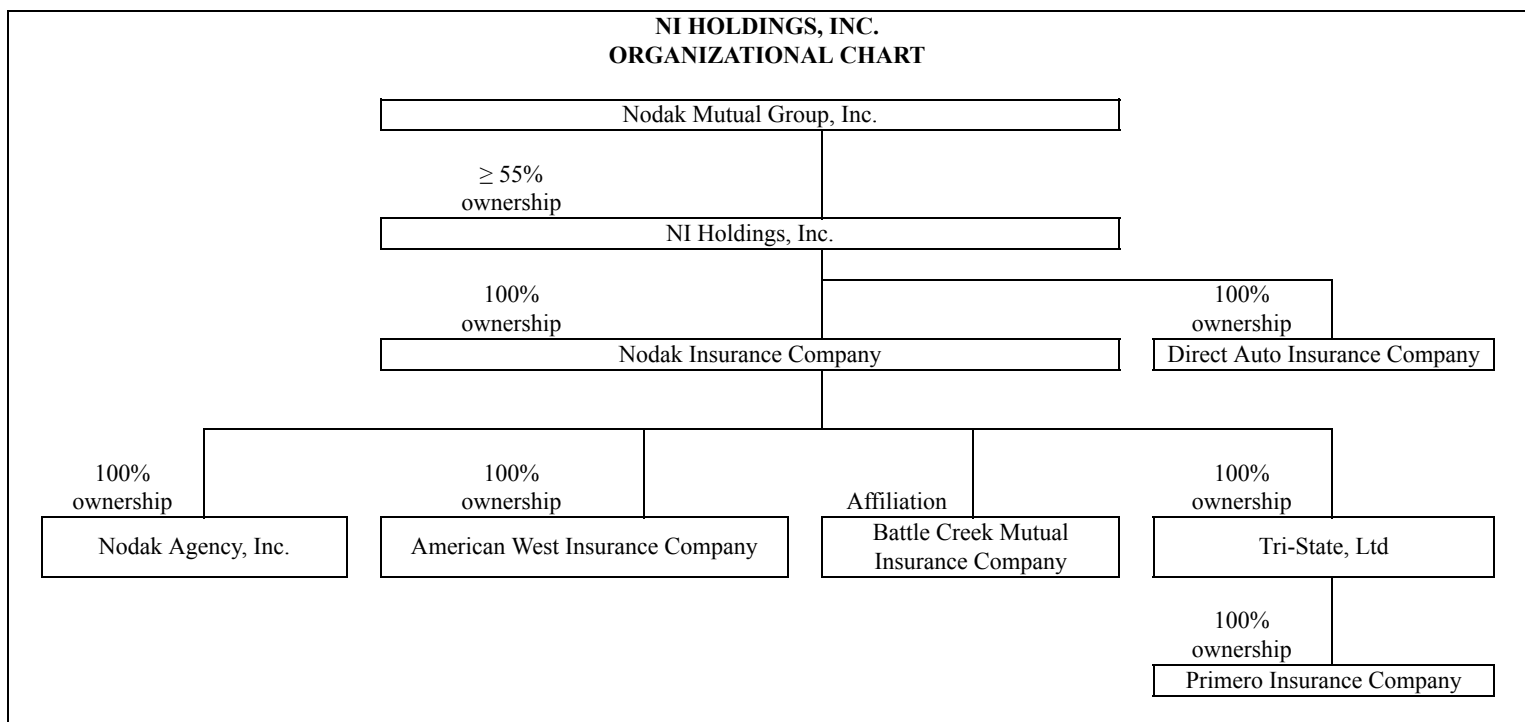 NI HOLDINGS, INC.
ORGANIZATIONAL CHART
Nodak Mutual Group, Inc.
≥ 55%
ownership
NI Holdings, Inc.
100%
ownership
100%
ownership
Nodak Insurance Company
Direct Auto Insurance Company
100%
ownership
100%
ownership
Affiliation
100%
ownership
Nodak Agency, Inc.
American West Insurance Company
Battle Creek Mutual
Insurance Company
Tri-State, Ltd
100%
ownership
Primero Insurance Company